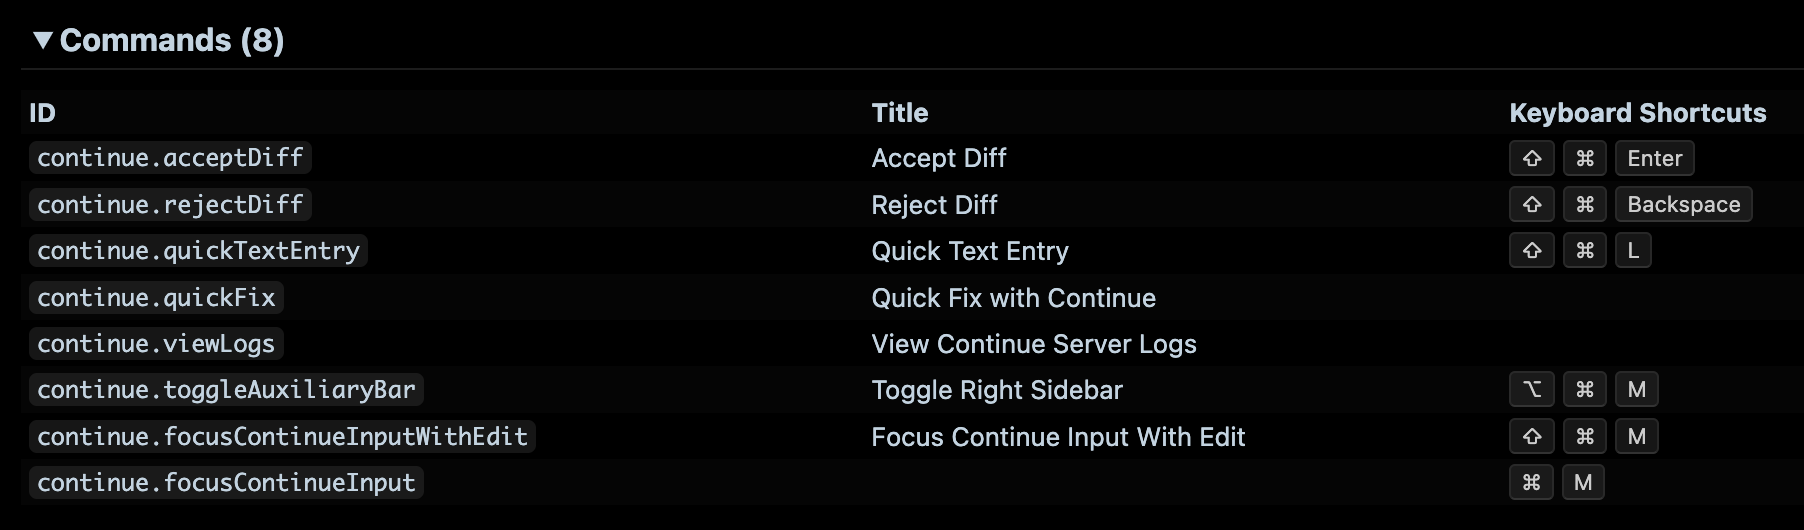 ▼ Commands (8)
ID Title Keyboard Shortcuts
continue.acceptDiff Accept Diff ⇧ ⌘ Enter
continue.rejectDiff Reject Diff ⇧ ⌘ Backspace
continue.quickTextEntry Quick Text Entry ⇧ ⌘ L
continue.quickFix Quick Fix with Continue
continue.viewLogs View Continue Server Logs
continue.toggleAuxiliaryBar Toggle Right Sidebar ⌥ ⌘ M
continue.focusContinueInputWithEdit Focus Continue Input With Edit ⇧ ⌘ M
continue.focusContinueInput ⌘ M